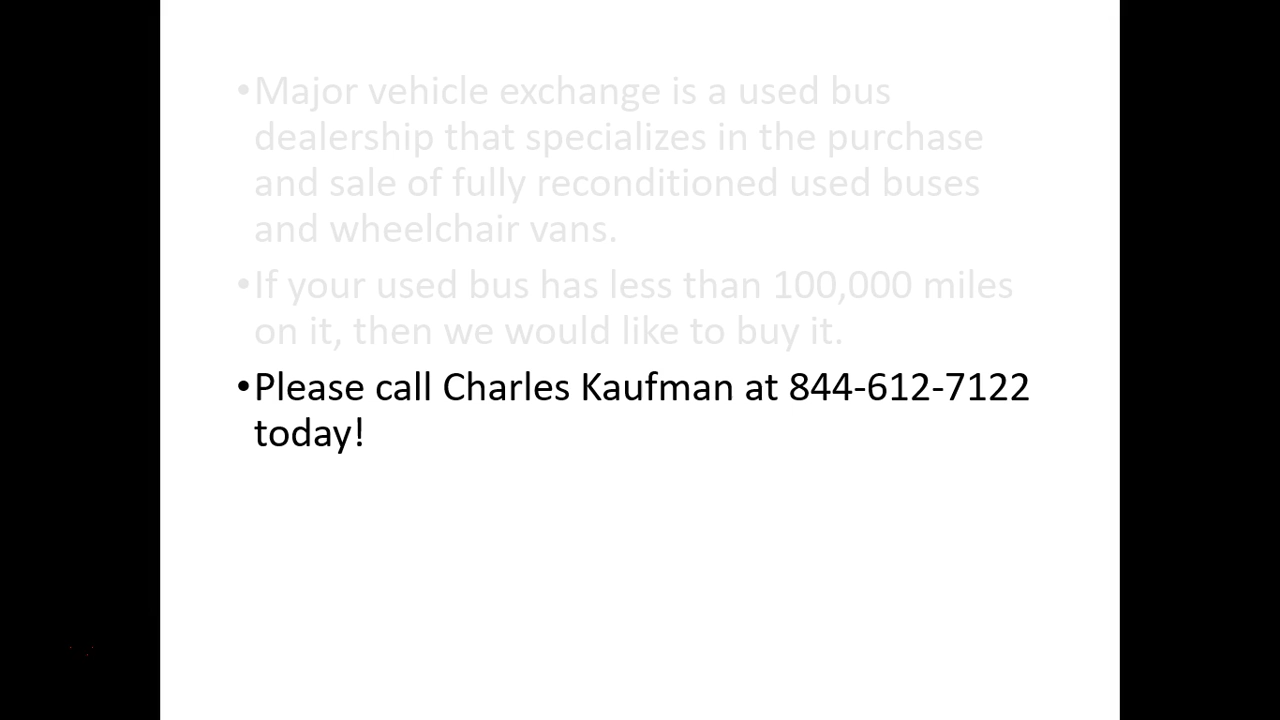 •Major vehicle exchange is a used bus
dealership that specializes in the purchase
and sale of fully reconditioned used buses
and wheelchair vans.
•If your used bus has less than 100,000 miles
on it, then we would like to buy it.
•Please call Charles Kaufman at 844-612-7122
today!